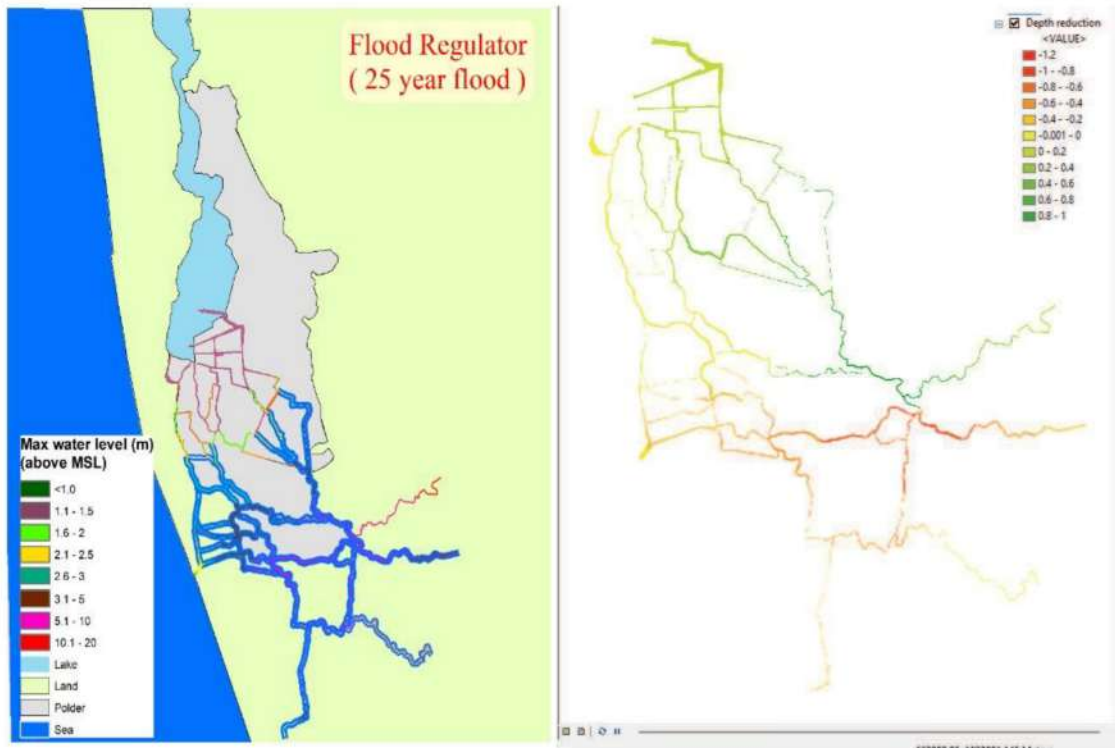 Flood Regulator
( 25 year flood )
Max water level (m)
(above MSL)
<1.0
1.1 - 1.5
1.6 - 2
2.1 - 2.5
2.6 - 3
3.1 - 5
5.1 - 10
10.1 - 20
Lake
Land
Polder
Sea
Depth reduction
<VALUE>
-1.2
-1 - -0.8
-0.8 - -0.6
-0.6 - -0.4
-0.4 - -0.2
-0.001 - 0
0 - 0.2
0.2 - 0.4
0.4 - 0.6
0.6 - 0.8
0.8 - 1